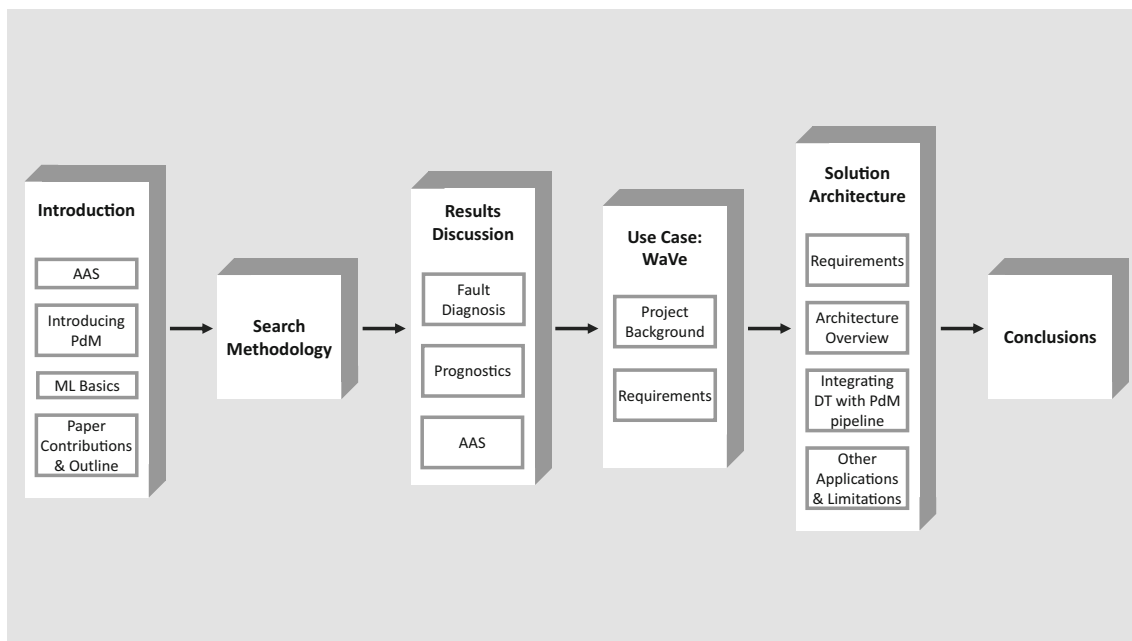 Introduction
AAS
Introducing
PdM
ML Basics
Paper
Contributions
& Outline
Search
Methodology
Results
Discussion
Fault
Diagnosis
Prognostics
AAS
Use Case:
WaVe
Project
Background
Requirements
Solution
Architecture
Requirements
Architecture
Overview
Integrating
DT with PdM
pipeline
Other
Applications
& Limitations
Conclusions